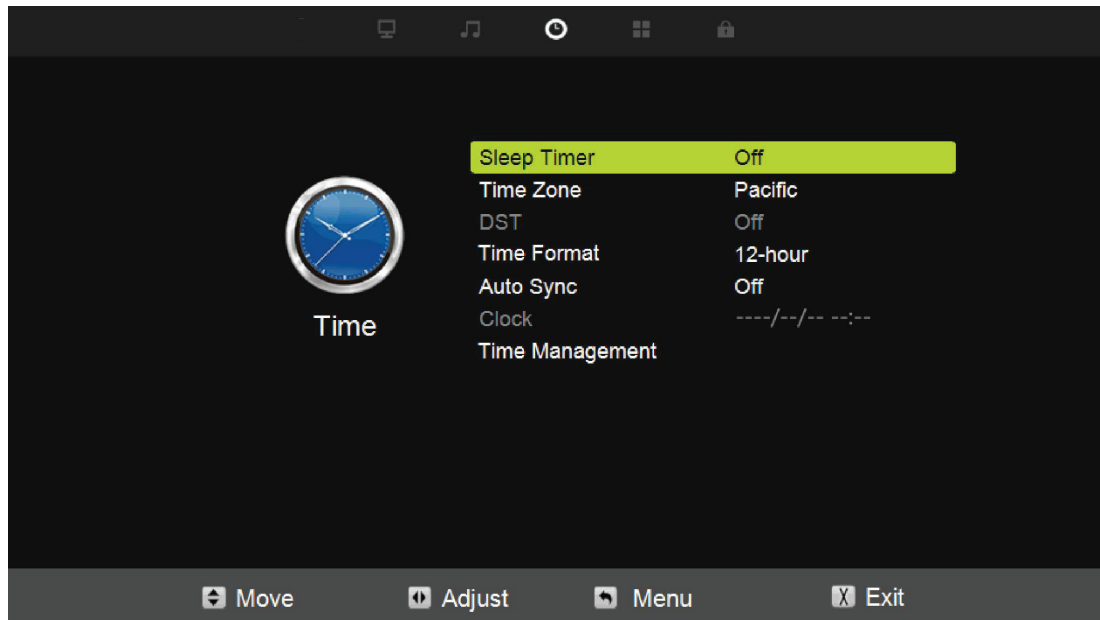 Sleep Timer Off
Time Zone Pacific
DST Off
Time Format 12-hour
Auto Sync Off
Clock ----/--/-- --:--
Time Management
Time
Move Adjust Menu X Exit